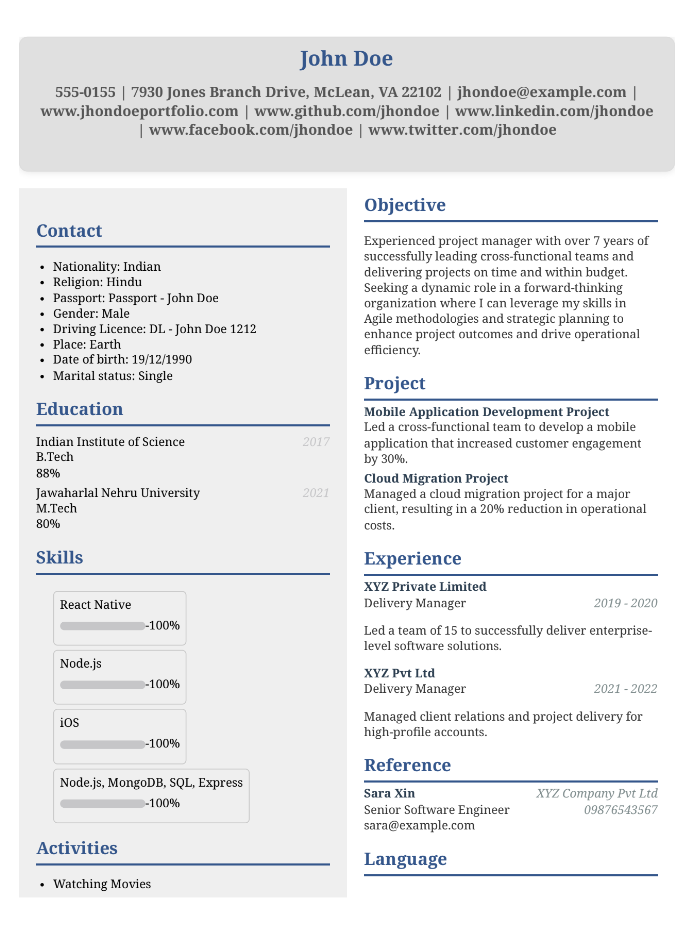 John Doe
555-0155 | 7930 Jones Branch Drive, McLean, VA 22102 | jhondoe@example.com |
www.jhondoeportfolio.com | www.github.com/jhondoe | www.linkedin.com/jhondoe
| www.facebook.com/jhondoe | www.twitter.com/jhondoe
Contact
• Nationality: Indian
• Religion: Hindu
• Passport: Passport - John Doe
• Gender: Male
• Driving Licence: DL - John Doe 1212
• Place: Earth
• Date of birth: 19/12/1990
• Marital status: Single
Education
Indian Institute of Science 2017
B.Tech
88%
Jawaharlal Nehru University 2021
M.Tech
80%
Skills
React Native
-100%
Node.js
-100%
iOS
-100%
Node.js, MongoDB, SQL, Express
-100%
Activities
• Watching Movies
Objective
Experienced project manager with over 7 years of
successfully leading cross-functional teams and
delivering projects on time and within budget.
Seeking a dynamic role in a forward-thinking
organization where I can leverage my skills in
Agile methodologies and strategic planning to
enhance project outcomes and drive operational
efficiency.
Project
Mobile Application Development Project
Led a cross-functional team to develop a mobile
application that increased customer engagement
by 30%.
Cloud Migration Project
Managed a cloud migration project for a major
client, resulting in a 20% reduction in operational
costs.
Experience
XYZ Private Limited
Delivery Manager 2019 - 2020
Led a team of 15 to successfully deliver enterprise-
level software solutions.
XYZ Pvt Ltd
Delivery Manager 2021 - 2022
Managed client relations and project delivery for
high-profile accounts.
Reference
Sara Xin XYZ Company Pvt Ltd
Senior Software Engineer 09876543567
sara@example.com
Language